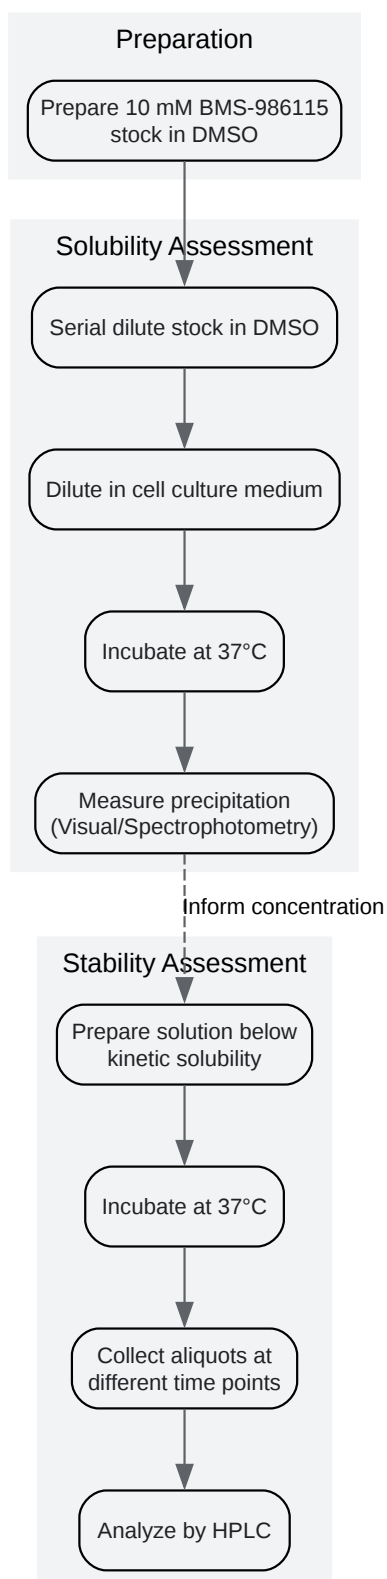 Preparation
Prepare 10 mM BMS-986115
stock in DMSO
Solubility Assessment
Serial dilute stock in DMSO
Dilute in cell culture medium
Incubate at 37°C
Measure precipitation
(Visual/Spectrophotometry)
Inform concentration
Stability Assessment
Prepare solution below
kinetic solubility
Incubate at 37°C
Collect aliquots at
different time points
Analyze by HPLC